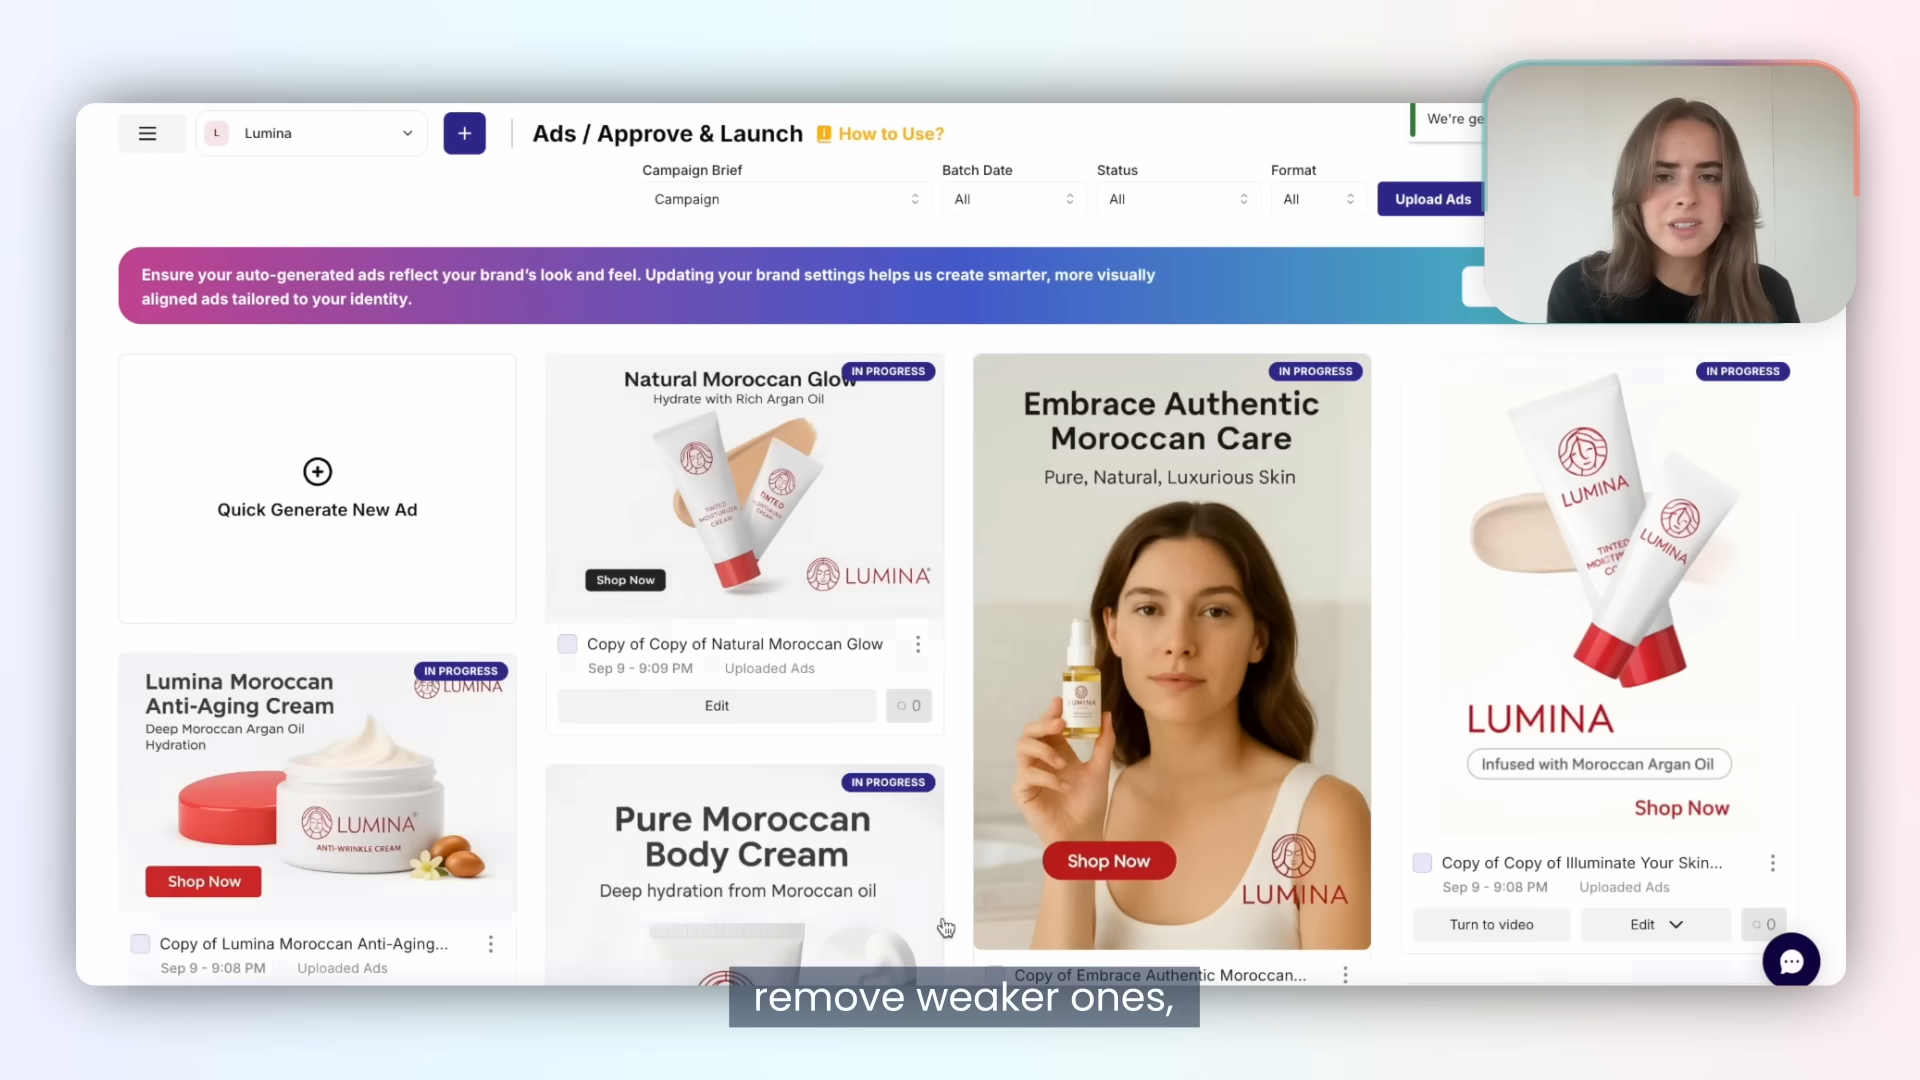 L Lumina
+
Ads / Approve & Launch
How to Use?
We're ge
Campaign Brief
Batch Date
Status
Format
Campaign
All
All
All
Upload Ads
Ensure your auto-generated ads reflect your brand's look and feel. Updating your brand settings helps us create smarter, more visually
aligned ads tailored to your identity.
Quick Generate New Ad
IN PROGRESS
Lumina Moroccan
Anti-Aging Cream
Deep Moroccan Argan Oil
Hydration
LUMINA
LUMINA
ANTI-WRINKLE CREAM
Shop Now
Copy of Lumina Moroccan Anti-Aging...
Sep 9 - 9:08 PM
Uploaded Ads
IN PROGRESS
Natural Moroccan Glow
Hydrate with Rich Argan Oil
TINTED
MOISTURIZER
CREAM
TINTED
CREAM
Shop Now
LUMINA
Copy of Copy of Natural Moroccan Glow
Sep 9 - 9:09 PM
Uploaded Ads
Edit
0
IN PROGRESS
Pure Moroccan
Body Cream
Deep hydration from Moroccan oil
IN PROGRESS
Embrace Authentic
Moroccan Care
Pure, Natural, Luxurious Skin
LUMINA
Shop Now
LUMINA
Copy of Embrace Authentic Moroccan...
IN PROGRESS
LUMINA
TINTED
LUMINA
LUMINA
Infused with Moroccan Argan Oil
Shop Now
Copy of Copy of Illuminate Your Skin...
Sep 9 - 9:08 PM
Uploaded Ads
Turn to video
Edit
0
remove weaker ones,